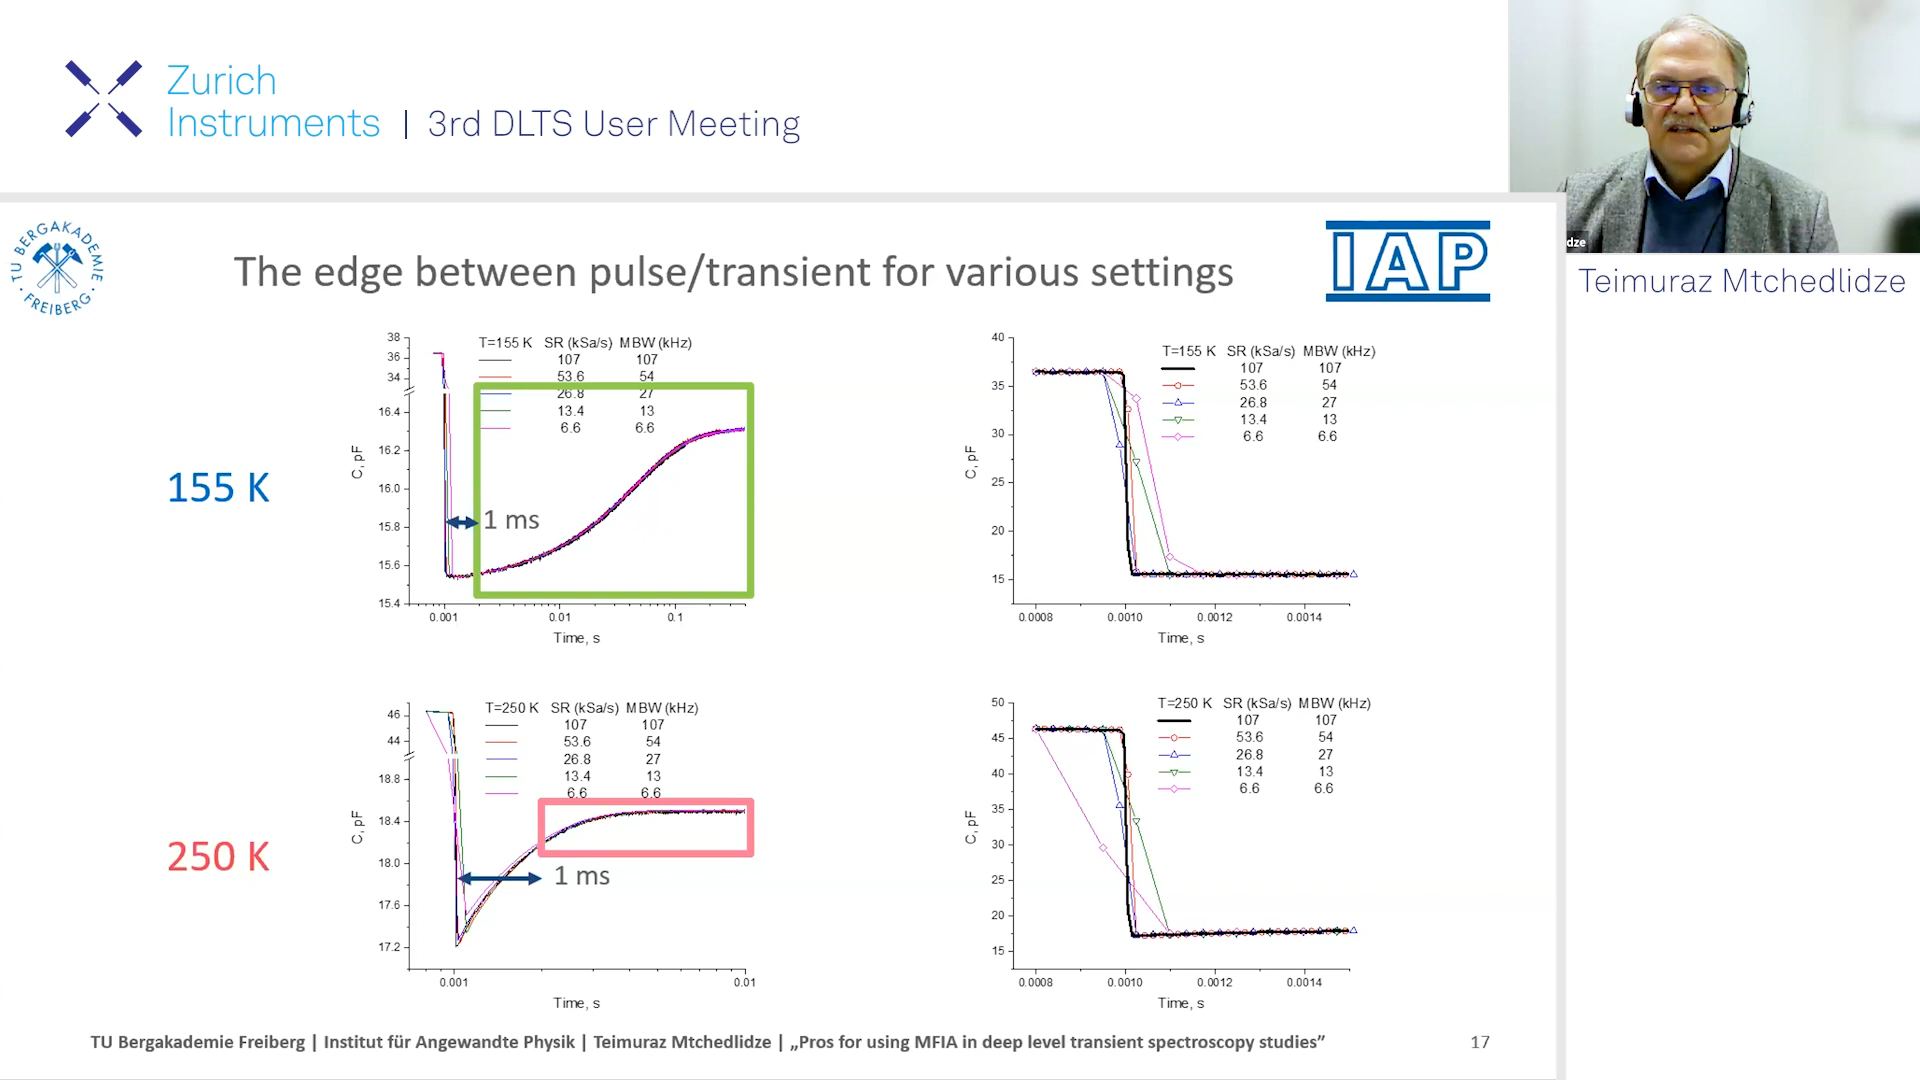 Zurich
Instruments | 3rd DLTS User Meeting
dze
Teimuraz Mtchedlidze
TU BERGAKADEMIE
FREIBERG
The edge between pulse/transient for various settings
IAP
155 K
38
36
34
16.4
16.2
16.0
15.8
15.6
15.4
C, pF
T=155 K SR (kSa/s) MBW (kHz)
107 107
53.6 54
26.8 27
13.4 13
6.6 6.6
1 ms
0.001 0.01 0.1
Time, s
40
35
30
25
20
15
C, pF
T=155 K SR (kSa/s) MBW (kHz)
107 107
53.6 54
26.8 27
13.4 13
6.6 6.6
0.0008 0.0010 0.0012 0.0014
Time, s
250 K
46
44
18.8
18.4
18.0
17.6
17.2
C, pF
T=250 K SR (kSa/s) MBW (kHz)
107 107
53.6 54
26.8 27
13.4 13
6.6 6.6
1 ms
0.001 0.01
Time, s
50
45
40
35
30
25
20
15
C, pF
T=250 K SR (kSa/s) MBW (kHz)
107 107
53.6 54
26.8 27
13.4 13
6.6 6.6
0.0008 0.0010 0.0012 0.0014
Time, s
TU Bergakademie Freiberg | Institut für Angewandte Physik | Teimuraz Mtchedlidze | „Pros for using MFIA in deep level transient spectroscopy studies”
17